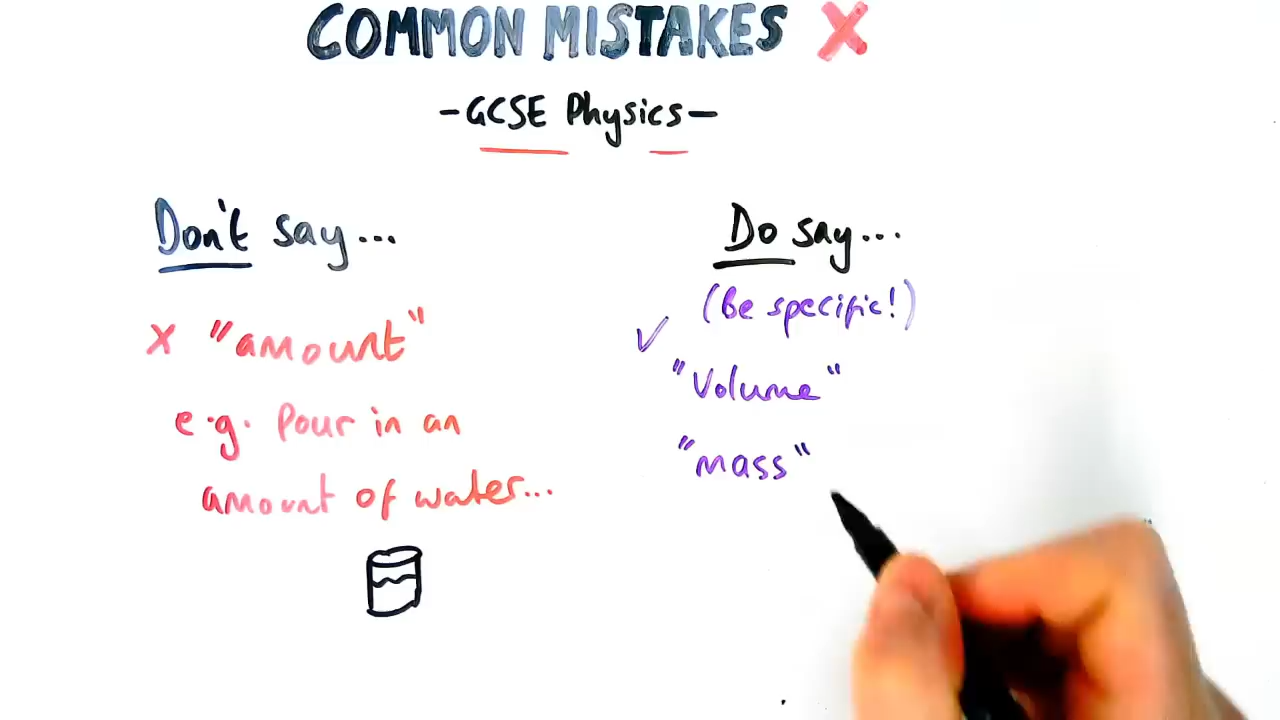 COMMON MISTAKES X
-GCSE Physics-
Don't say...
x "amount"
e.g. Pour in an
amount of water...
Do say...
(Be specific!)
✓
"Volume"
"mass"